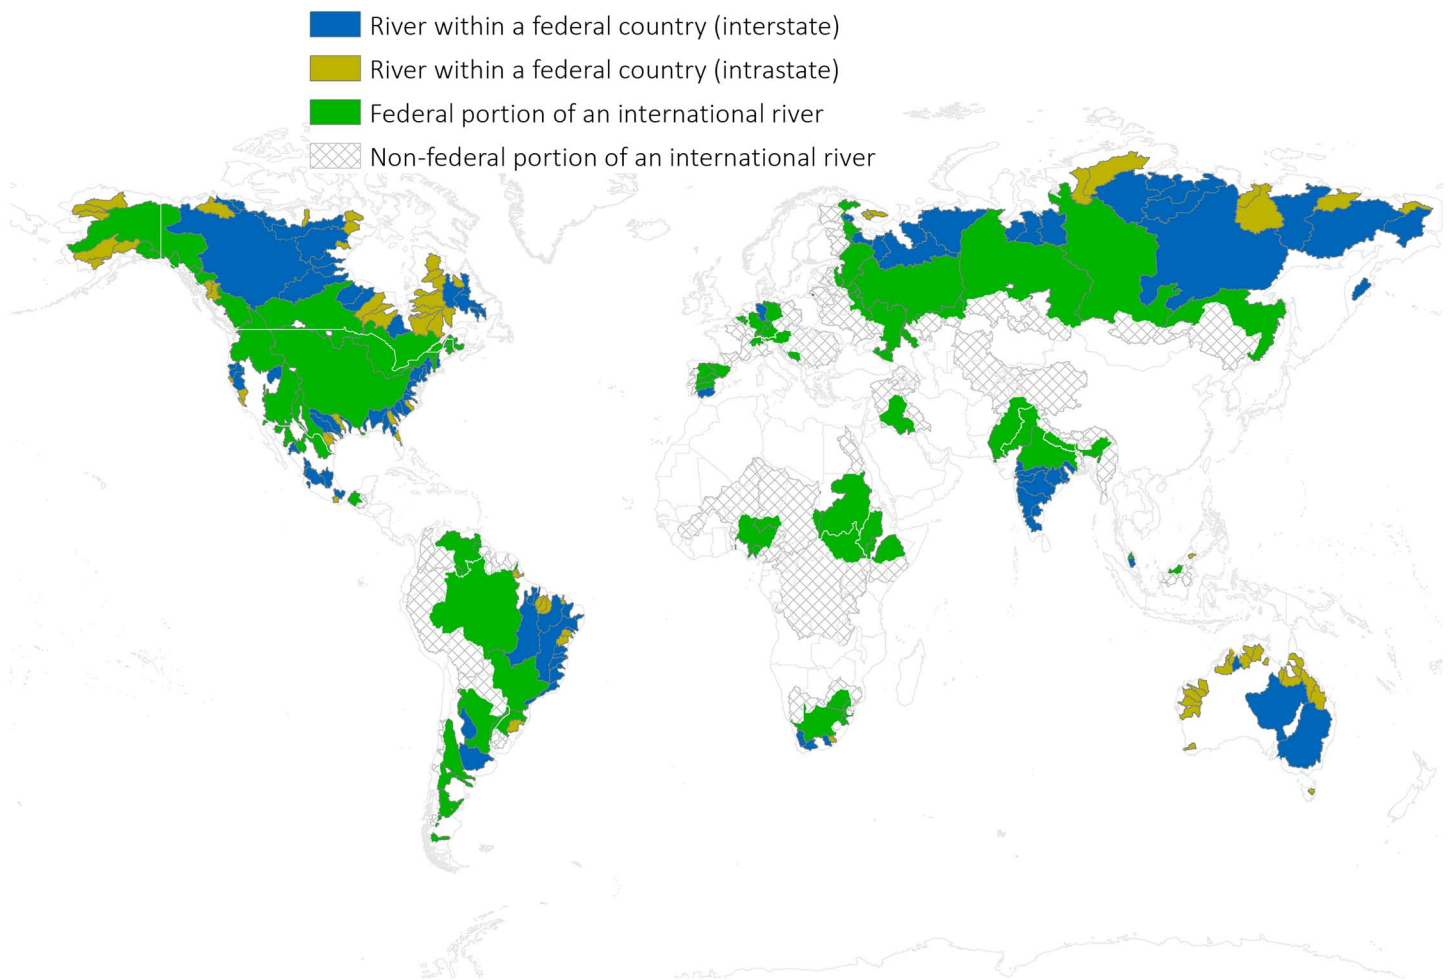 River within a federal country (interstate)
River within a federal country (intrastate)
Federal portion of an international river
Non-federal portion of an international river